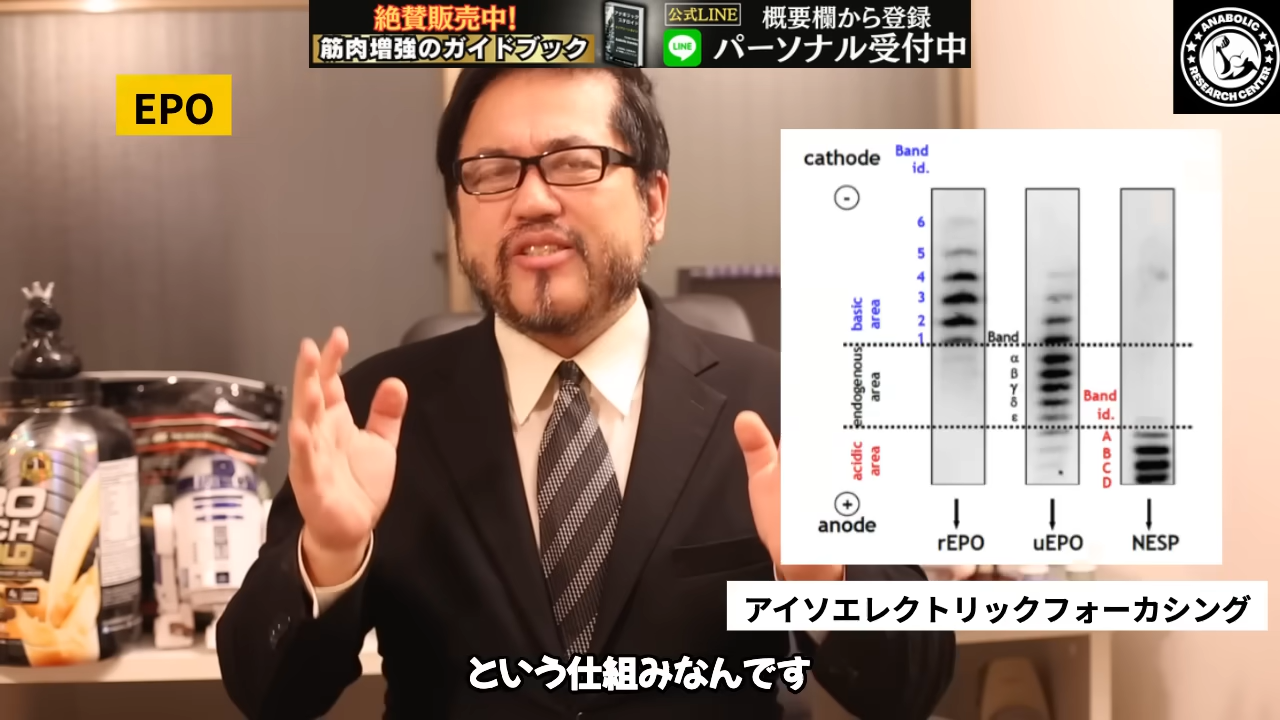 絶賛販売中!
筋肉増強のガイドブック
公式LINE
概要欄から登録
LINE
パーソナル受付中
ANABOLIC
RESEARCH CENTER
EPO
cathode
Band
id.
-
6
5
4
3
2
1
basic
area
Band
α
β
γ
δ
ε
endogenous
area
Band
id.
A
B
C
D
acidic
area
+
anode
rEPO
uEPO
NESP
アイソエレクトリックフォーカシング
という仕組みなんです